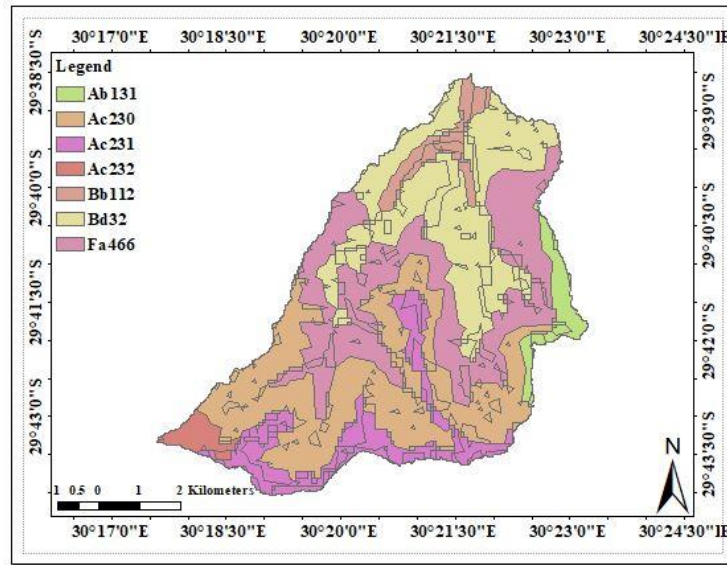 30°17'0"E 30°18'30"E 30°20'0"E 30°21'30"E 30°23'0"E 30°24'30"E
29°38'30"S
29°40'0"S
29°41'30"S
29°43'0"S
Legend
Ab131
Ac230
Ac231
Ac232
Bb112
Bd32
Fa466
29°39'0"S
29°40'30"S
29°42'0"S
29°43'30"S
N
1 0.5 0 1 2 Kilometers
30°17'0"E 30°18'30"E 30°20'0"E 30°21'30"E 30°23'0"E 30°24'30"E